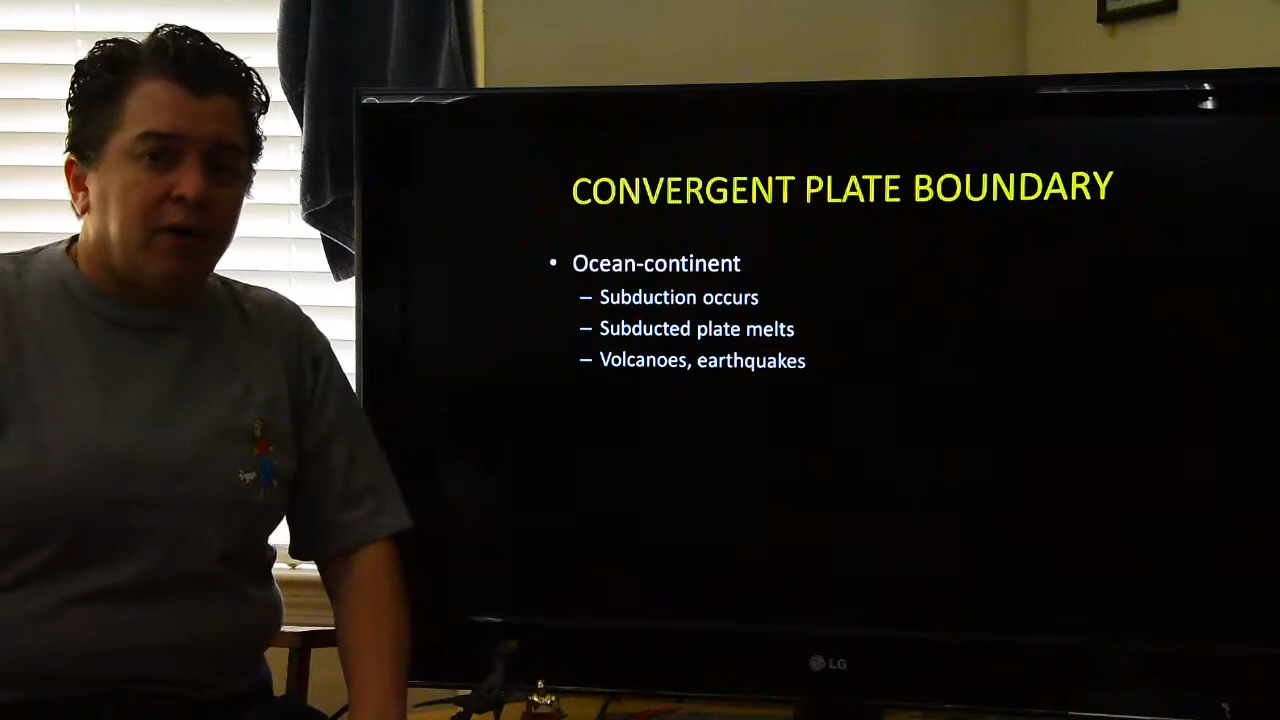 CONVERGENT PLATE BOUNDARY
• Ocean-continent
– Subduction occurs
– Subducted plate melts
– Volcanoes, earthquakes
LG